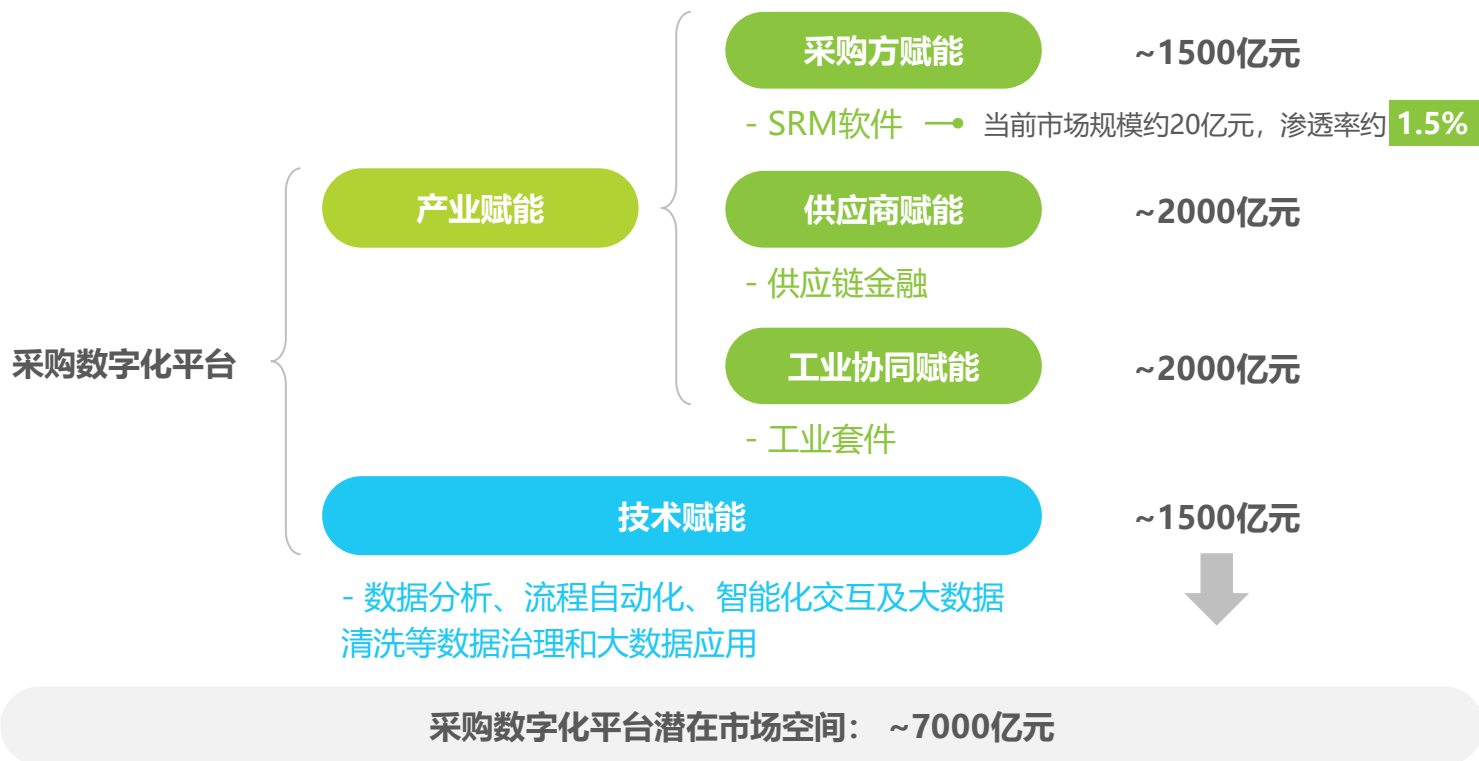 采购方赋能
~1500亿元
- SRM软件
当前市场规模约20亿元，渗透率约 1.5%
产业赋能
供应商赋能
~2000亿元
- 供应链金融
采购数字化平台
工业协同赋能
~2000亿元
- 工业套件
技术赋能
~1500亿元
- 数据分析、流程自动化、智能化交互及大数据
清洗等数据治理和大数据应用
采购数字化平台潜在市场空间： ~7000亿元